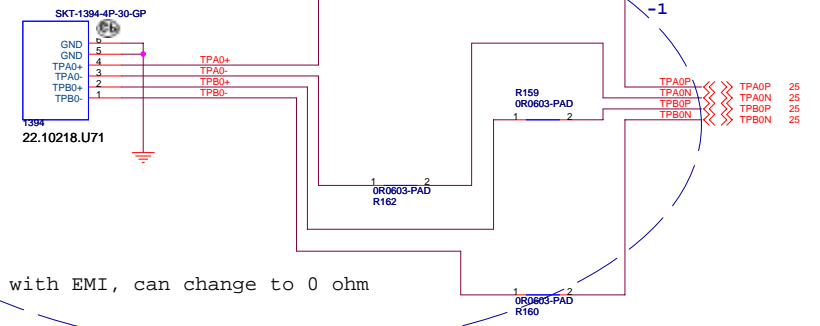 SKT-1394-4P-30-GP
-1
GND 6
GND 5
TPA0+ 4 TPA0+
TPA0- 3 TPA0-
TPB0+ 2 TPB0+
TPB0- 1 TPB0-
1394
22.10218.U71
R159
0R0603-PAD
1 2
TPA0P TPA0P 25
TPA0N TPA0N 25
TPB0P TPB0P 25
TPB0N TPB0N 25
1 2
0R0603-PAD
R162
with EMI, can change to 0 ohm
1 2
0R0603-PAD
R160